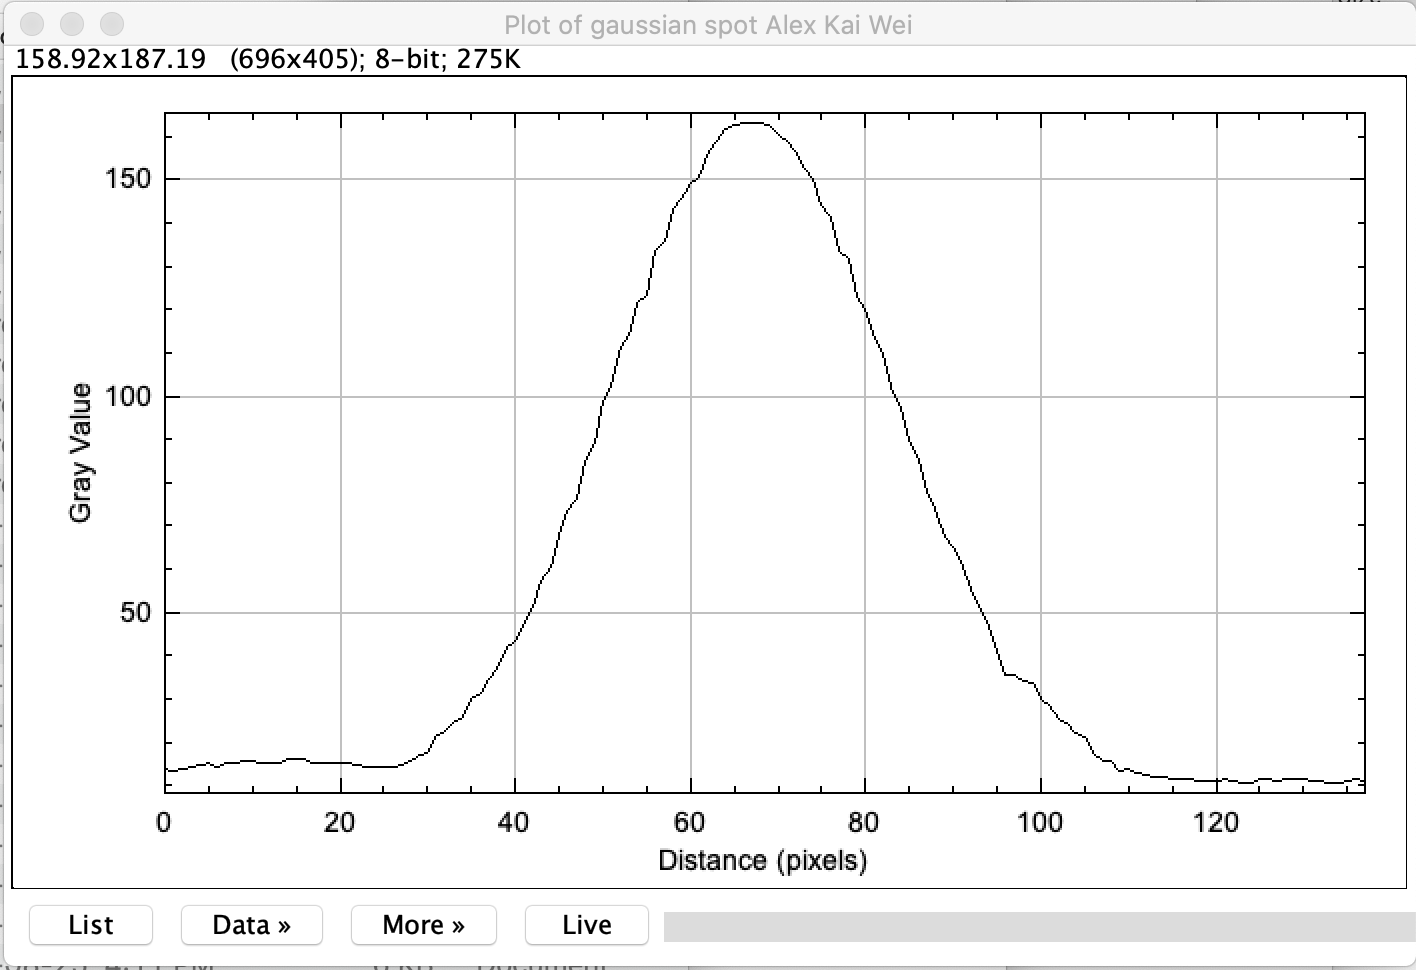 Plot of gaussian spot Alex Kai Wei
158.92x187.19 (696x405); 8-bit; 275K
150
100
50
Gray Value
0 20 40 60 80 100 120
Distance (pixels)
List Data » More » Live